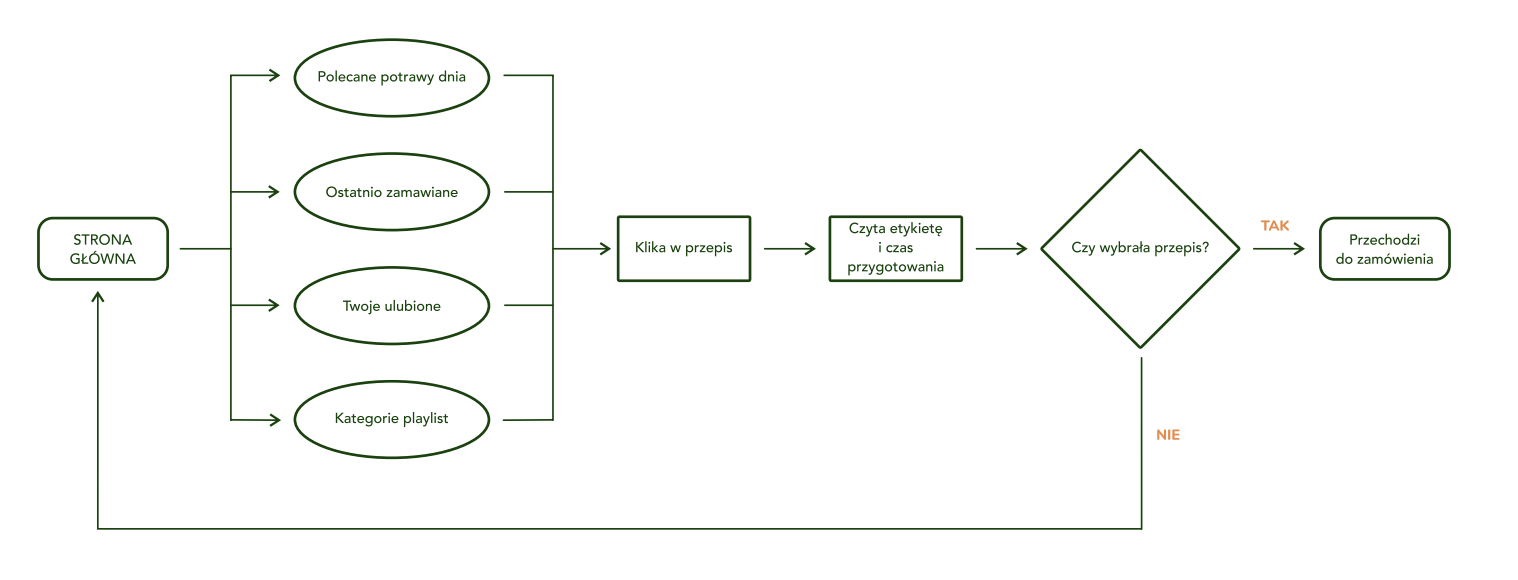 STRONA
GŁÓWNA
Polecane potrawy dnia
Ostatnio zamawiane
Twoje ulubione
Kategorie playlist
Klika w przepis
Czyta etykietę
i czas
przygotowania
Czy wybrała przepis?
TAK
Przechodzi
do zamówienia
NIE